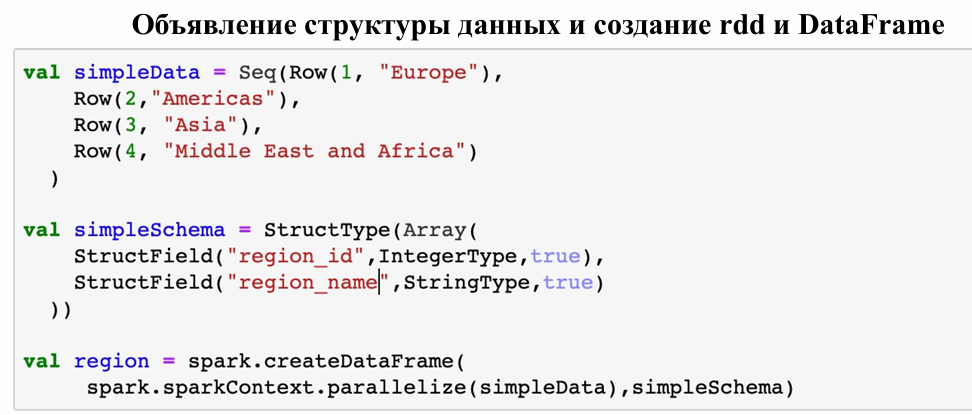 Объявление структуры данных и создание rdd и DataFrame
val simpleData = Seq(Row(1, "Europe"),
    Row(2,"Americas"),
    Row(3, "Asia"),
    Row(4, "Middle East and Africa")
  )
val simpleSchema = StructType(Array(
    StructField("region_id",IntegerType,true),
    StructField("region_name",StringType,true)
  ))
val region = spark.createDataFrame(
     spark.sparkContext.parallelize(simpleData),simpleSchema)